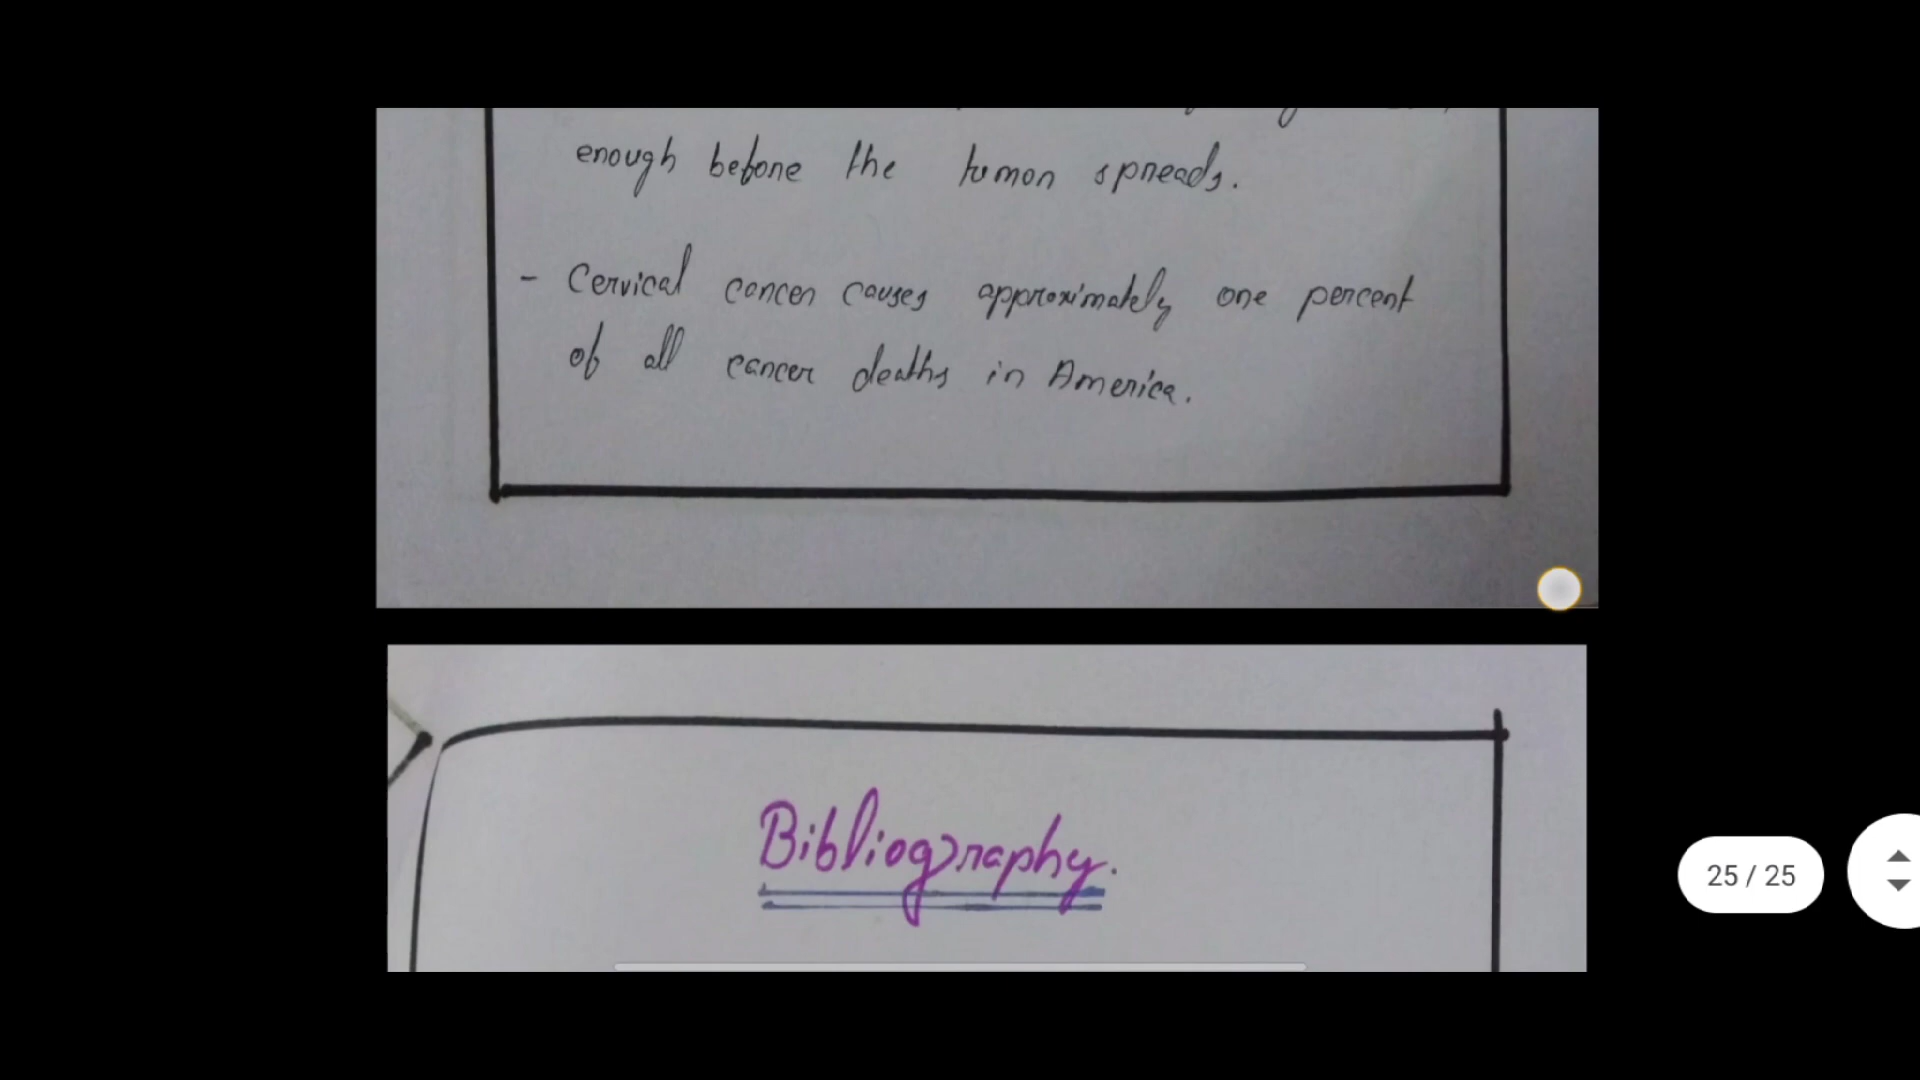 enough before the tumor spreads.
- Cervical cancer causes approximately one percent
of all cancer deaths in America.
Bibliography.
25 / 25